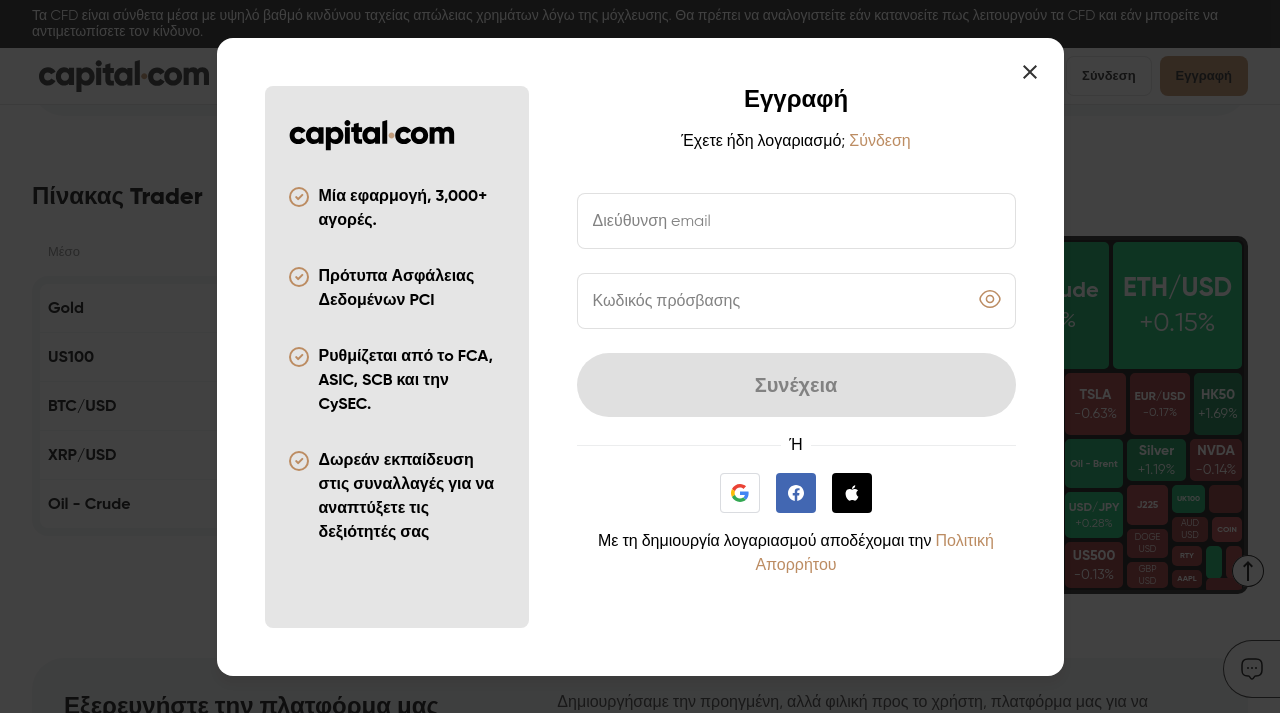 Τα CFD είναι σύνθετα μέσα με υψηλό βαθμό κινδύνου ταχείας απώλειας χρημάτων λόγω της μόχλευσης. Θα πρέπει να αναλογιστείτε εάν κατανοείτε πως λειτουργούν τα CFD και εάν μπορείτε να
αντιμετωπίσετε τον κίνδυνο.
capital.com
Σύνδεση
Εγγραφή
Πίνακας Trader
Μέσο
Gold
US100
BTC/USD
XRP/USD
Oil - Crude
capital.com
Μία εφαρμογή, 3,000+
αγορές.
Πρότυπα Ασφάλειας
Δεδομένων PCI
Ρυθμίζεται από το FCA,
ASIC, SCB και την
CySEC.
Δωρεάν εκπαίδευση
στις συναλλαγές για να
αναπτύξετε τις
δεξιότητές σας
Εγγραφή
Έχετε ήδη λογαριασμό; Σύνδεση
Διεύθυνση email
Κωδικός πρόσβασης
Συνέχεια
Ή
Με τη δημιουργία λογαριασμού αποδέχομαι την Πολιτική
Απορρήτου
ETH/USD
+0.15%
TSLA
-0.63%
EUR/USD
-0.17%
HK50
+1.69%
Oil - Brent
Silver
+1.19%
NVDA
-0.14%
USD/JPY
+0.28%
J225
UK100
AUD
USD
COIN
DOGE
USD
US500
-0.13%
RTY
GBP
USD
AAPL
Εξερευνήστε την πλατφόρμα μας
Δημιουργήσαμε την προηγμένη, αλλά φιλική προς το χρήστη, πλατφόρμα μας για να